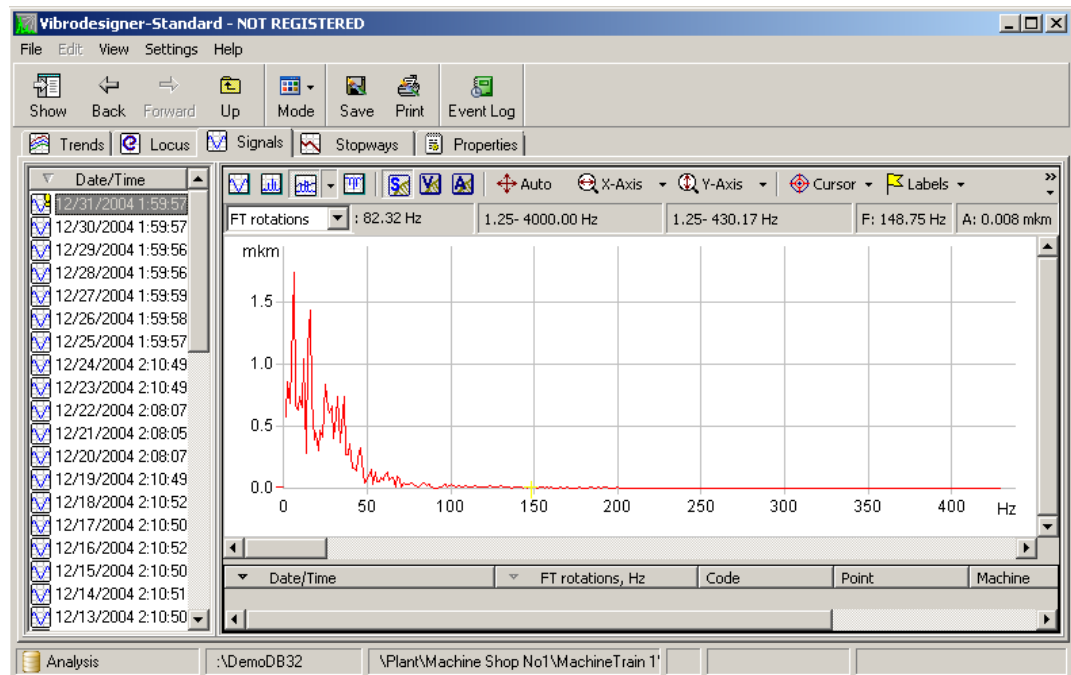 Vibrodesigner-Standard - NOT REGISTERED
File Edit View Settings Help
Show Back Forward Up Mode Save Print Event Log
Trends Locus Signals Stopways Properties
Date/Time
12/31/2004 1:59:57
12/30/2004 1:59:57
12/29/2004 1:59:56
12/28/2004 1:59:56
12/27/2004 1:59:59
12/26/2004 1:59:58
12/25/2004 1:59:57
12/24/2004 2:10:49
12/23/2004 2:10:49
12/22/2004 2:08:07
12/21/2004 2:08:05
12/20/2004 2:08:07
12/19/2004 2:10:49
12/18/2004 2:10:52
12/17/2004 2:10:50
12/16/2004 2:10:52
12/15/2004 2:10:50
12/14/2004 2:10:51
12/13/2004 2:10:50
S V A Auto X-Axis Y-Axis Cursor Labels »
FT rotations : 82.32 Hz 1.25- 4000.00 Hz 1.25- 430.17 Hz F: 148.75 Hz A: 0.008 mkm
mkm
1.5
1.0
0.5
0.0
0 50 100 150 200 250 300 350 400 Hz
Date/Time FT rotations, Hz Code Point Machine
Analysis :\DemoDB32 \Plant\Machine Shop No1\MachineTrain 1'